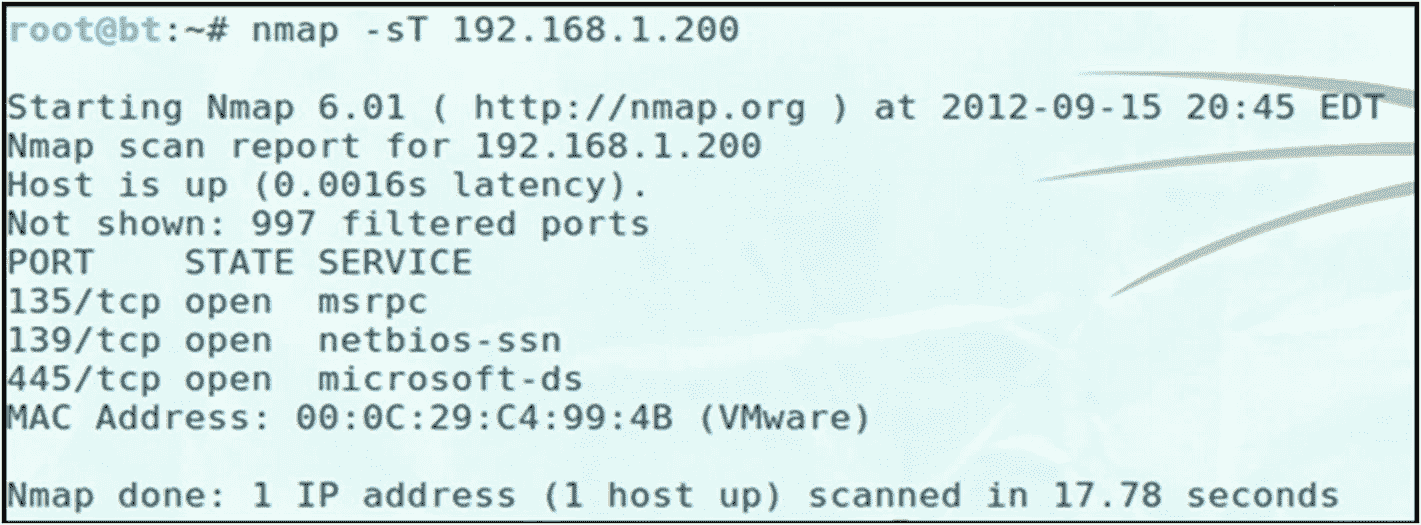 root@bt:~# nmap -sT 192.168.1.200
Starting Nmap 6.01 ( http://nmap.org ) at 2012-09-15 20:45 EDT
Nmap scan report for 192.168.1.200
Host is up (0.0016s latency).
Not shown: 997 filtered ports
PORT    STATE SERVICE
135/tcp open  msrpc
139/tcp open  netbios-ssn
445/tcp open  microsoft-ds
MAC Address: 00:0C:29:C4:99:4B (VMware)
Nmap done: 1 IP address (1 host up) scanned in 17.78 seconds